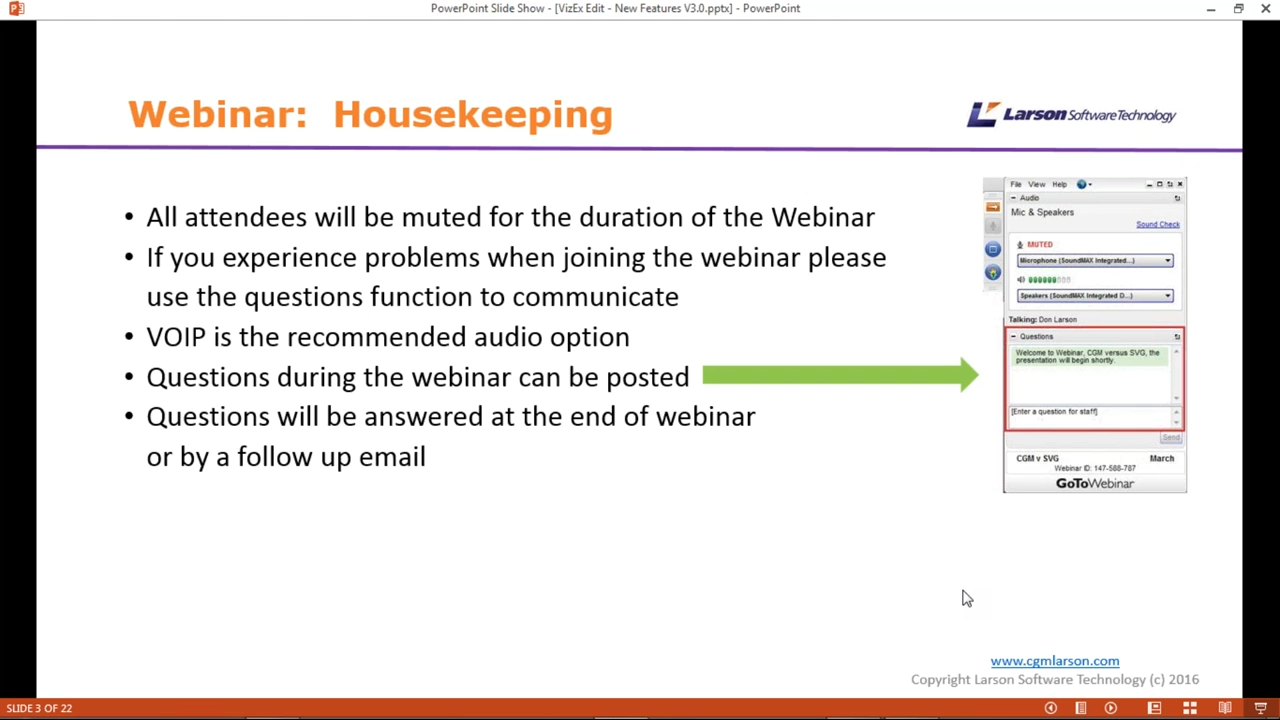 PowerPoint Slide Show - [VizEx Edit - New Features V3.0.pptx] - PowerPoint
Webinar: Housekeeping
Larson SoftwareTechnology
• All attendees will be muted for the duration of the Webinar
• If you experience problems when joining the webinar please
use the questions function to communicate
• VOIP is the recommended audio option
• Questions during the webinar can be posted
• Questions will be answered at the end of webinar
or by a follow up email
File View Help
Audio
Mic & Speakers
Sound Check
MUTED
Microphone (SoundMAX Integrated...)
Speakers (SoundMAX Integrated D...)
Talking: Don Larson
Questions
Welcome to Webinar, CGM versus SVG, the
presentation will begin shortly.
[Enter a question for staff]
Send
CGM v SVG March
Webinar ID: 147-588-787
GoToWebinar
www.cgmlarson.com
Copyright Larson Software Technology (c) 2016
SLIDE 3 OF 22